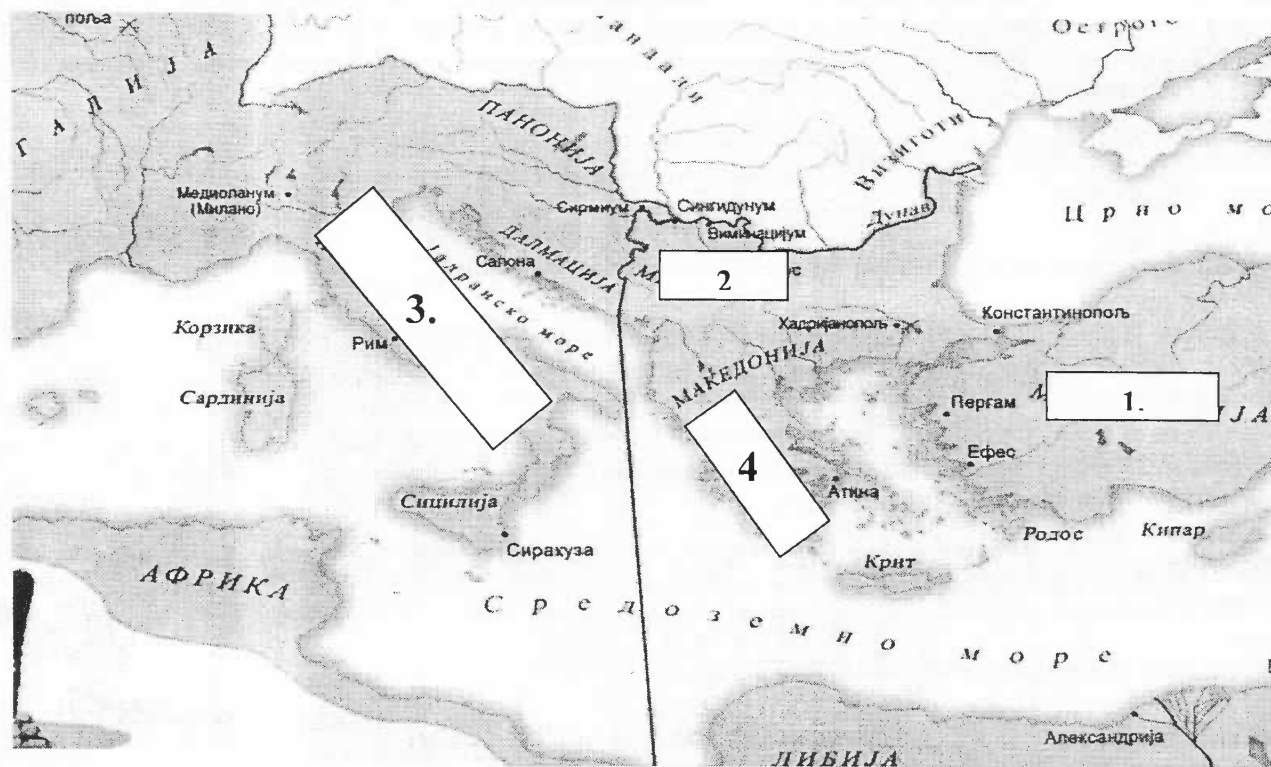 поља
ГАЛИЈА
Вандали
Острого
ПАНОНИЈА
Визиготи
Медиоланум
(Милано)
Сирмиум
Сингидунум
Виминацијум
Дунав
Црно мо
ДАЛМАЦИЈА
Салона
Јадранско море
М
2
с
Корзика
Рим
3.
Хадријанопољ
Константинопољ
МАКЕДОНИЈА
Сардинија
Пергам
1.
ИЈА
Ефес
4
Атина
Сицилија
Сиракуза
Родос
Кипар
Крит
АФРИКА
Средоземно море
Александрија
ЛИБИЈА